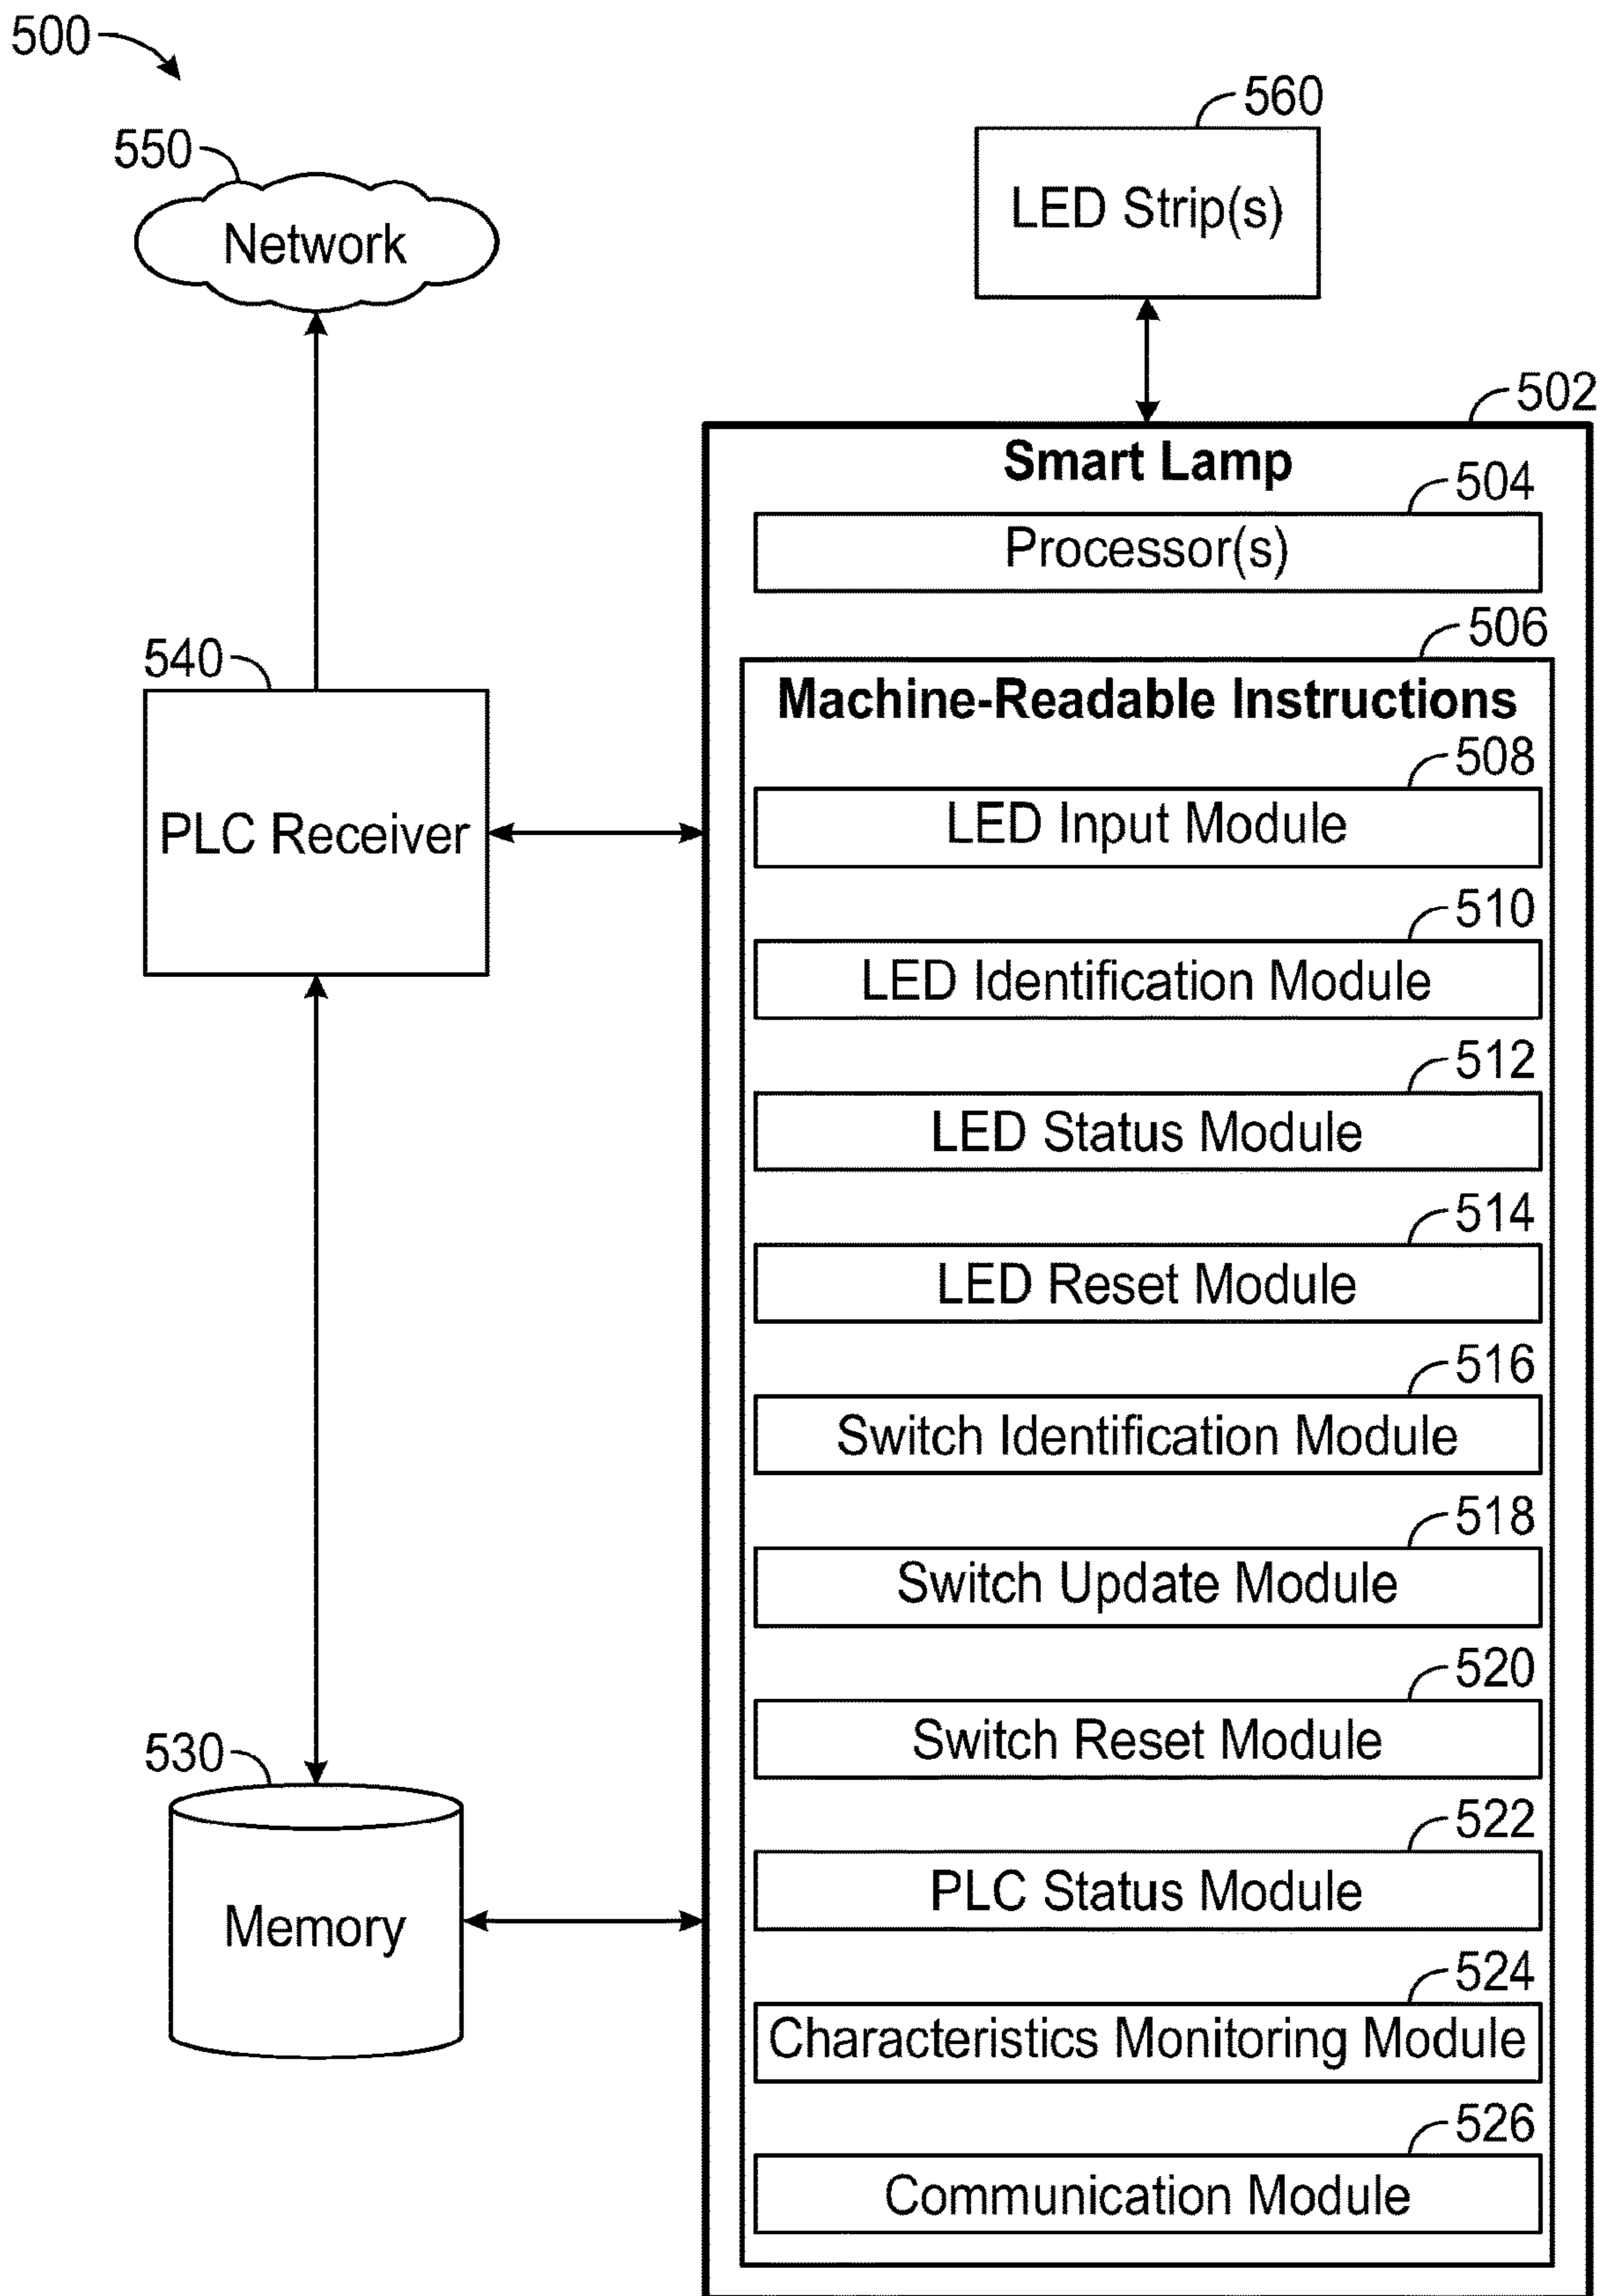 500
550
Network
560
LED Strip(s)
502
Smart Lamp
504
Processor(s)
506
Machine-Readable Instructions
508
LED Input Module
510
LED Identification Module
512
LED Status Module
514
LED Reset Module
516
Switch Identification Module
518
Switch Update Module
520
Switch Reset Module
522
PLC Status Module
524
Characteristics Monitoring Module
526
Communication Module
540
PLC Receiver
530
Memory